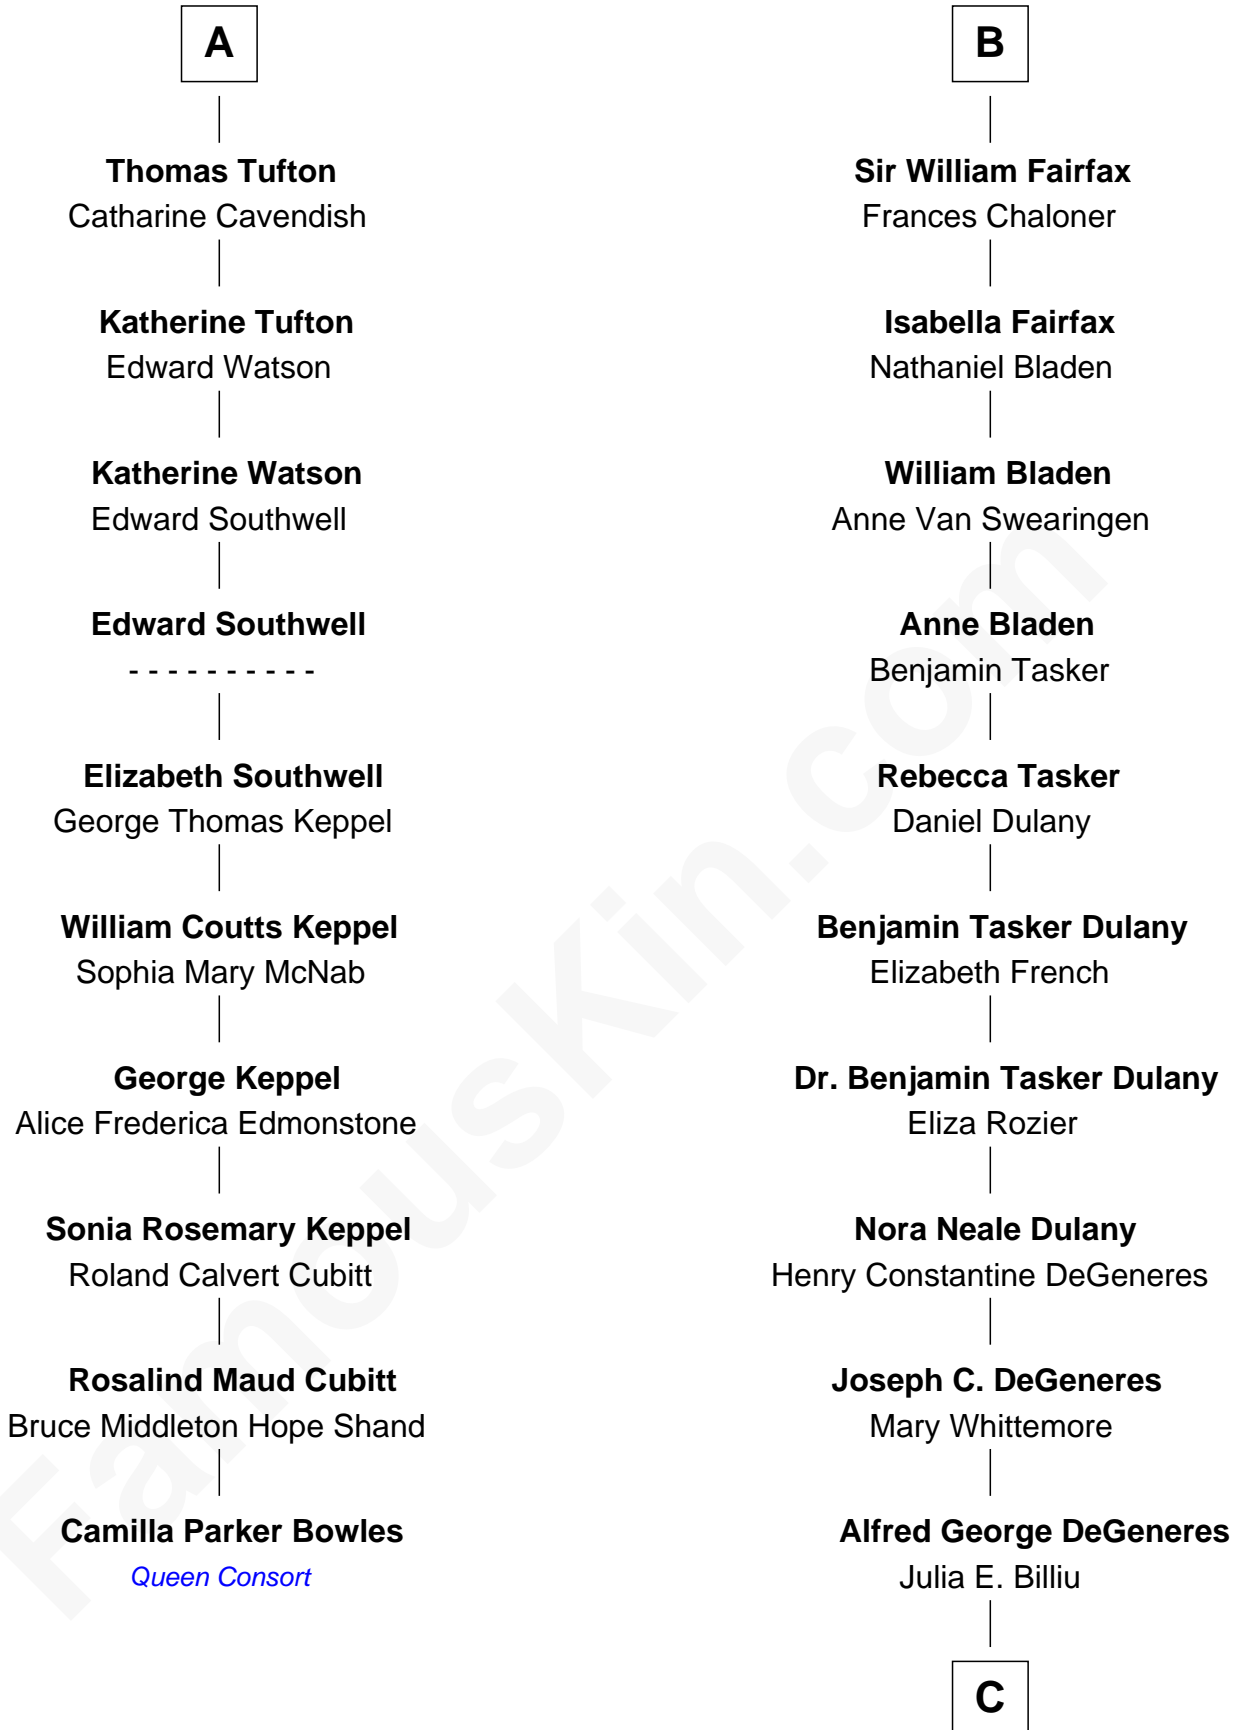 A
Thomas Tufton
Catharine Cavendish
Katherine Tufton
Edward Watson
Katherine Watson
Edward Southwell
Edward Southwell
- - - - - - - - - -
Elizabeth Southwell
George Thomas Keppel
William Coutts Keppel
Sophia Mary McNab
George Keppel
Alice Frederica Edmonstone
Sonia Rosemary Keppel
Roland Calvert Cubitt
Rosalind Maud Cubitt
Bruce Middleton Hope Shand
Camilla Parker Bowles
Queen Consort
B
Sir William Fairfax
Frances Chaloner
Isabella Fairfax
Nathaniel Bladen
William Bladen
Anne Van Swearingen
Anne Bladen
Benjamin Tasker
Rebecca Tasker
Daniel Dulany
Benjamin Tasker Dulany
Elizabeth French
Dr. Benjamin Tasker Dulany
Eliza Rozier
Nora Neale Dulany
Henry Constantine DeGeneres
Joseph C. DeGeneres
Mary Whittemore
Alfred George DeGeneres
Julia E. Billiu
C
FamousKin.com